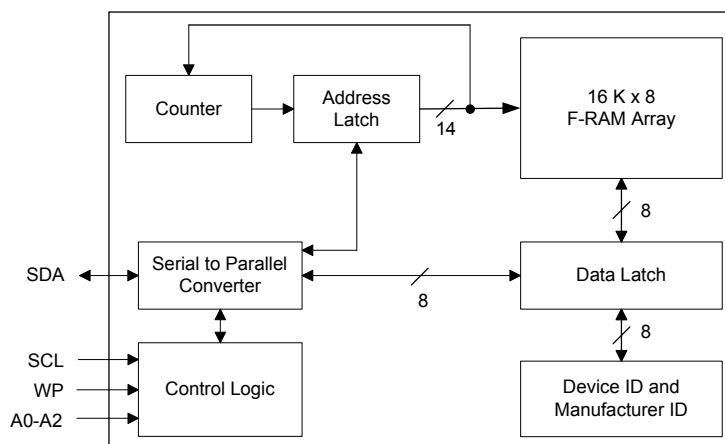 Counter
Address
Latch
14
16 K x 8
F-RAM Array
8
SDA
Serial to Parallel
Converter
8
Data Latch
8
SCL
WP
A0-A2
Control Logic
Device ID and
Manufacturer ID